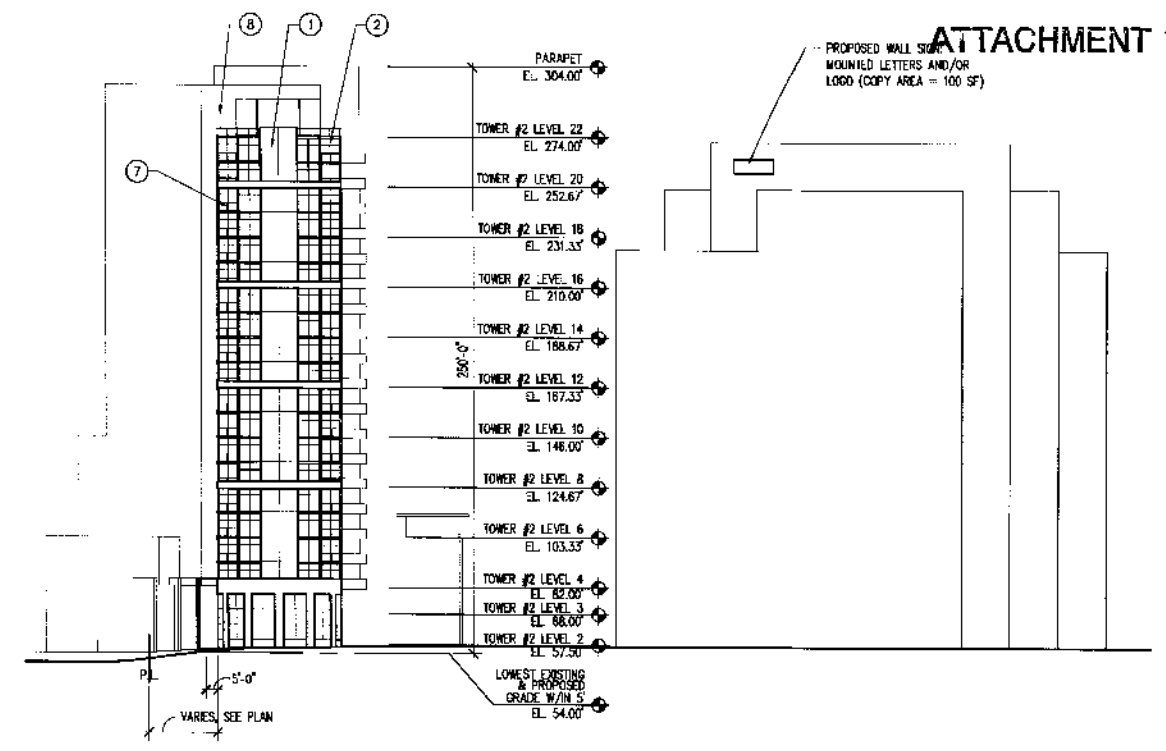 8
1
2
7
ATTACHMENT
PROPOSED WALL SIGN
MOUNTED LETTERS AND/OR
LOGO (COPY AREA = 100 SF)
PARAPET
EL. 304.00'
TOWER #2 LEVEL 22
EL. 274.00'
TOWER #2 LEVEL 20
EL. 252.67'
TOWER #2 LEVEL 18
EL. 231.33'
TOWER #2 LEVEL 16
EL. 210.00'
TOWER #2 LEVEL 14
EL. 188.67'
250'-0"
TOWER #2 LEVEL 12
EL. 167.33'
TOWER #2 LEVEL 10
EL. 146.00'
TOWER #2 LEVEL 8
EL. 124.67'
TOWER #2 LEVEL 6
EL. 103.33'
TOWER #2 LEVEL 4
EL. 82.00'
TOWER #2 LEVEL 3
EL. 68.00'
TOWER #2 LEVEL 2
EL. 57.50'
LOWEST EXISTING
& PROPOSED
GRADE W/IN 5'
EL. 54.00'
PL
5'-0"
VARIES, SEE PLAN